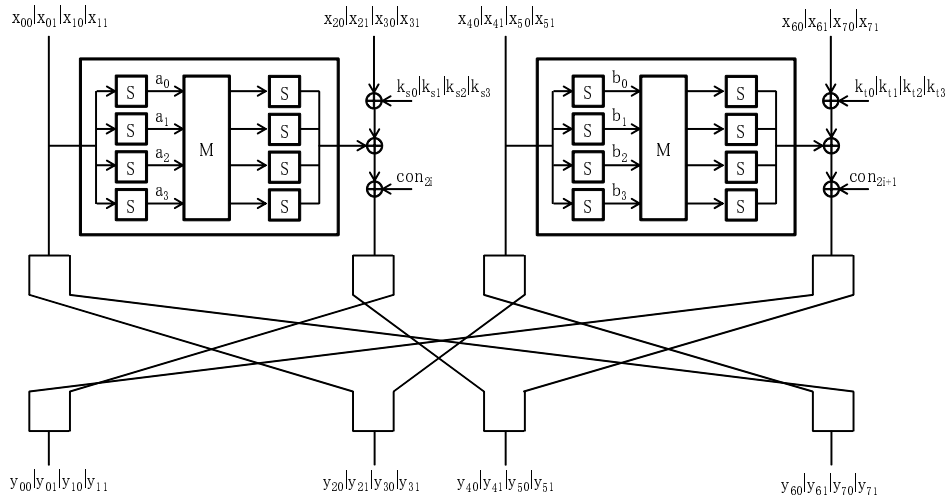 x₀₀|x₀₁|x₁₀|x₁₁ x₂₀|x₂₁|x₃₀|x₃₁ x₄₀|x₄₁|x₅₀|x₅₁ x₆₀|x₆₁|x₇₀|x₇₁
S a₀ S kₛ₀|kₛ₁|kₛ₂|kₛ₃ S b₀ S kₜ₀|kₜ₁|kₜ₂|kₜ₃
S a₁ S S b₁ S
M M
S a₂ S con₂ᵢ S b₂ S con₂ᵢ₊₁
S a₃ S S b₃ S
y₀₀|y₀₁|y₁₀|y₁₁ y₂₀|y₂₁|y₃₀|y₃₁ y₄₀|y₄₁|y₅₀|y₅₁ y₆₀|y₆₁|y₇₀|y₇₁